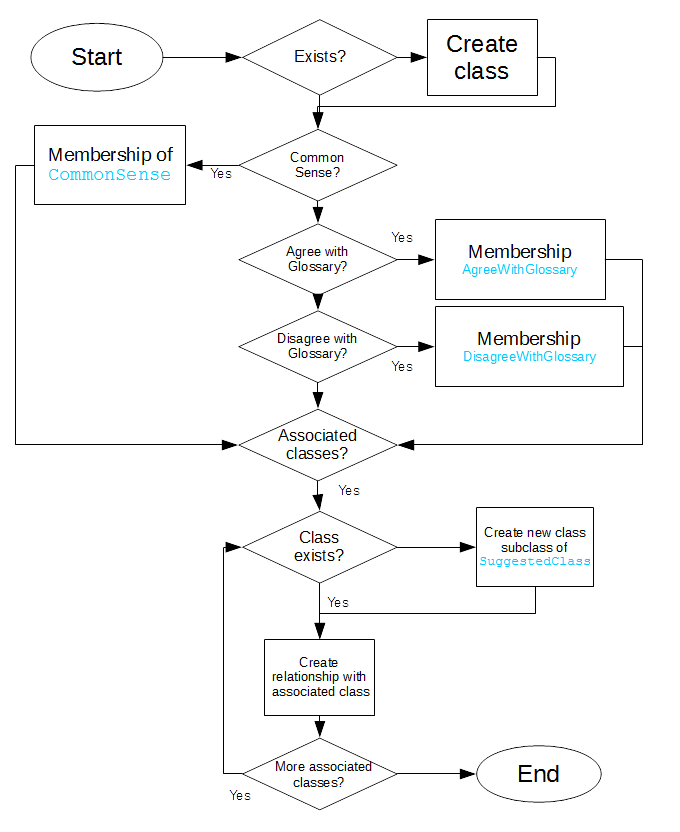 Start
Exists?
Create
class
Membership of
CommonSense
Yes
Common
Sense?
Agree with
Glossary?
Yes
Membership
AgreeWithGlossary
Disagree with
Glossary?
Yes
Membership
DisagreeWithGlossary
Associated
classes?
Yes
Class
exists?
Create new class
subclass of
SuggestedClass
Yes
Create
relationship with
associated class
More associated
classes?
Yes
End